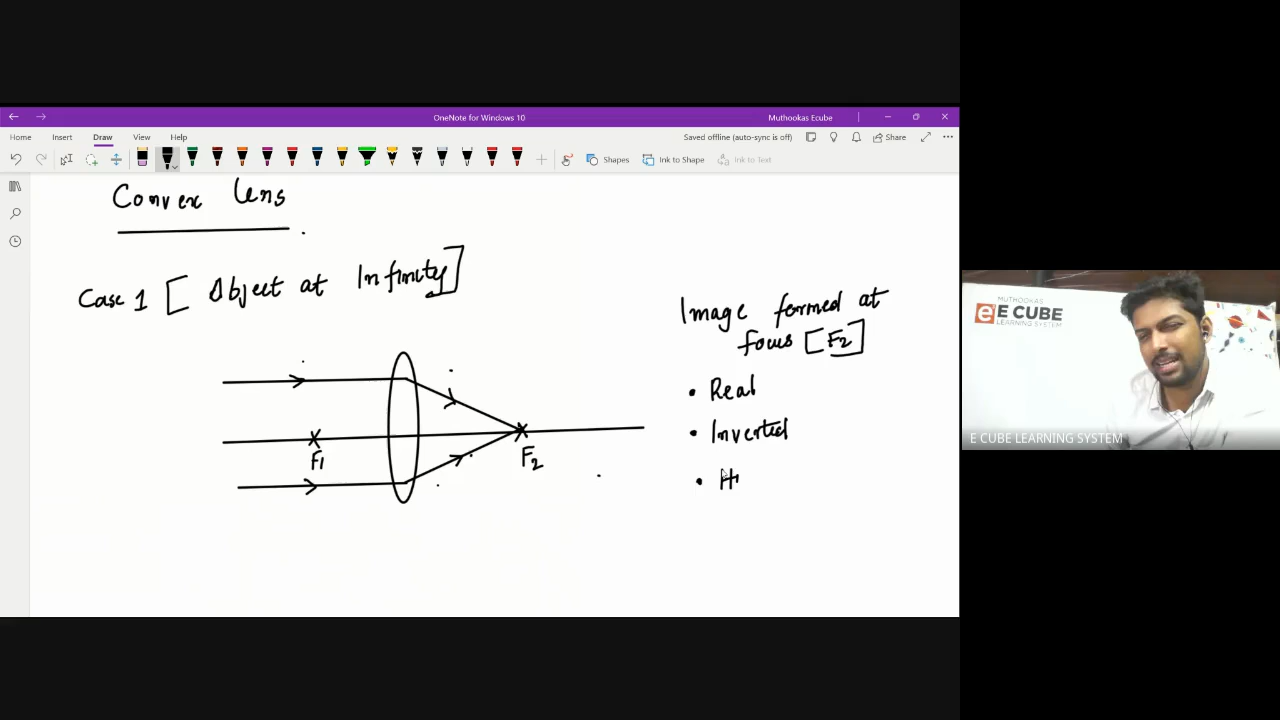 OneNote for Windows 10
Muthookas Ecube
Home Insert Draw View Help
Saved offline (auto-sync is off)
Share
Shapes
Ink to Shape
Ink to Text
Convex lens
Case 1 [ Object at Infinity]
F1
F2
Image formed at
focus [F2]
• Real
• Inverted
• Hi
MUTHOOKAS
E CUBE
LEARNING SYSTEM
E CUBE LEARNING SYSTEM